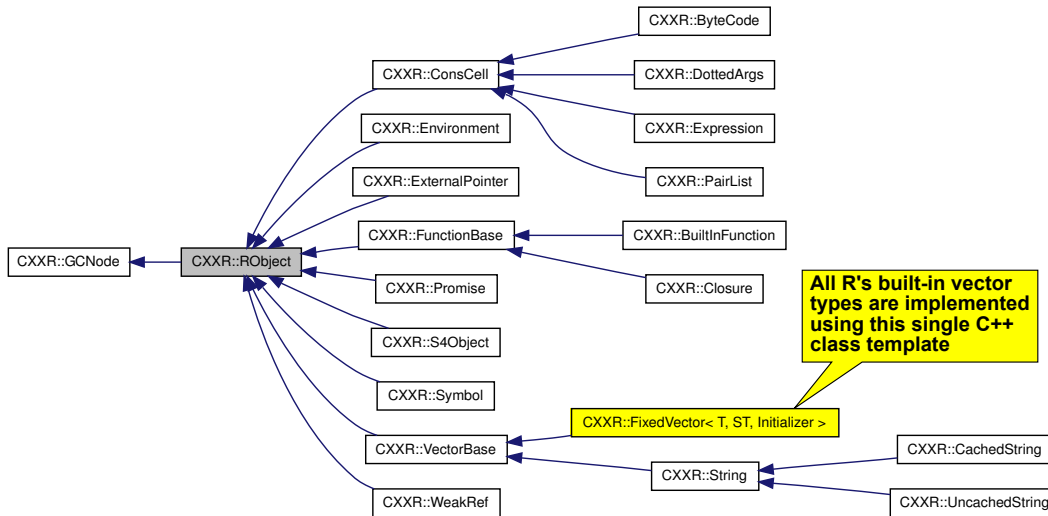 CXXR::ByteCode
CXXR::ConsCell
CXXR::DottedArgs
CXXR::Environment
CXXR::Expression
CXXR::ExternalPointer
CXXR::PairList
CXXR::FunctionBase
CXXR::BuiltInFunction
CXXR::GCNode
CXXR::RObject
CXXR::Promise
CXXR::Closure
All R's built-in vector
types are implemented
using this single C++
class template
CXXR::S4Object
CXXR::Symbol
CXXR::FixedVector< T, ST, Initializer >
CXXR::VectorBase
CXXR::CachedString
CXXR::String
CXXR::WeakRef
CXXR::UncachedString